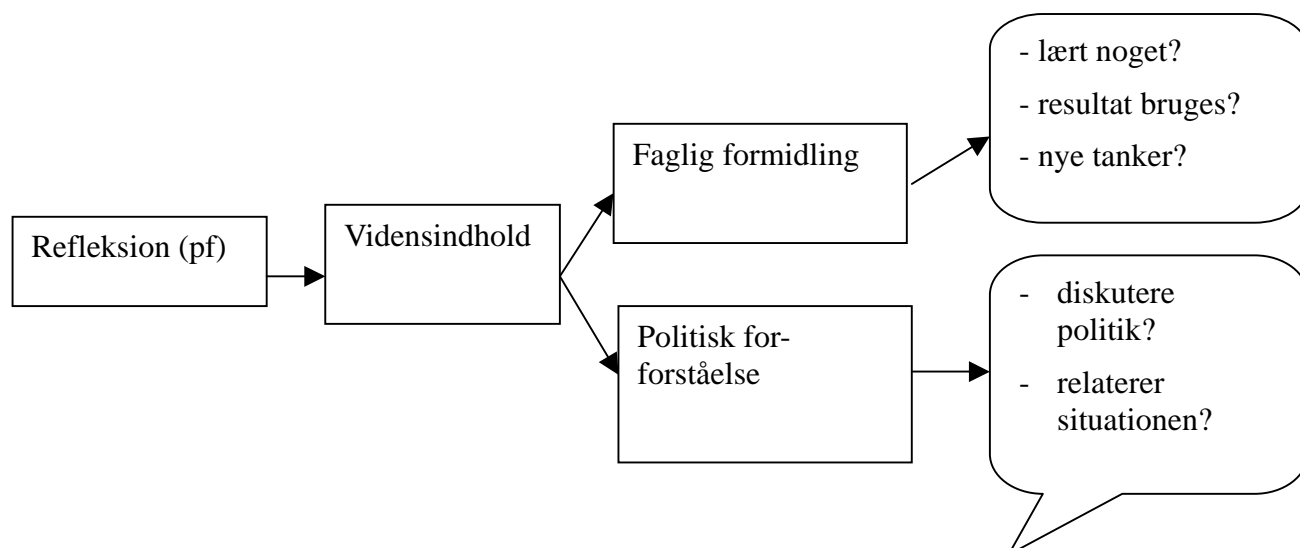 Refleksion (pf)
Vidensindhold
Faglig formidling
- lært noget?
- resultat bruges?
- nye tanker?
Politisk for-
forståelse
- diskutere
politik?
- relaterer
situationen?